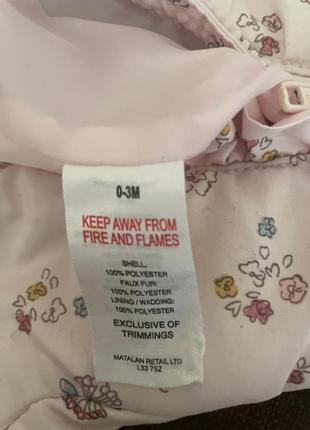 0-3M
KEEP AWAY FROM
FIRE AND FLAMES
SHELL:
100% POLYESTER
FAUX FUR:
100% POLYESTER
LINING / WADDING:
100% POLYESTER
EXCLUSIVE OF
TRIMMINGS
MATALAN RETAIL LTD
L33 7SZ